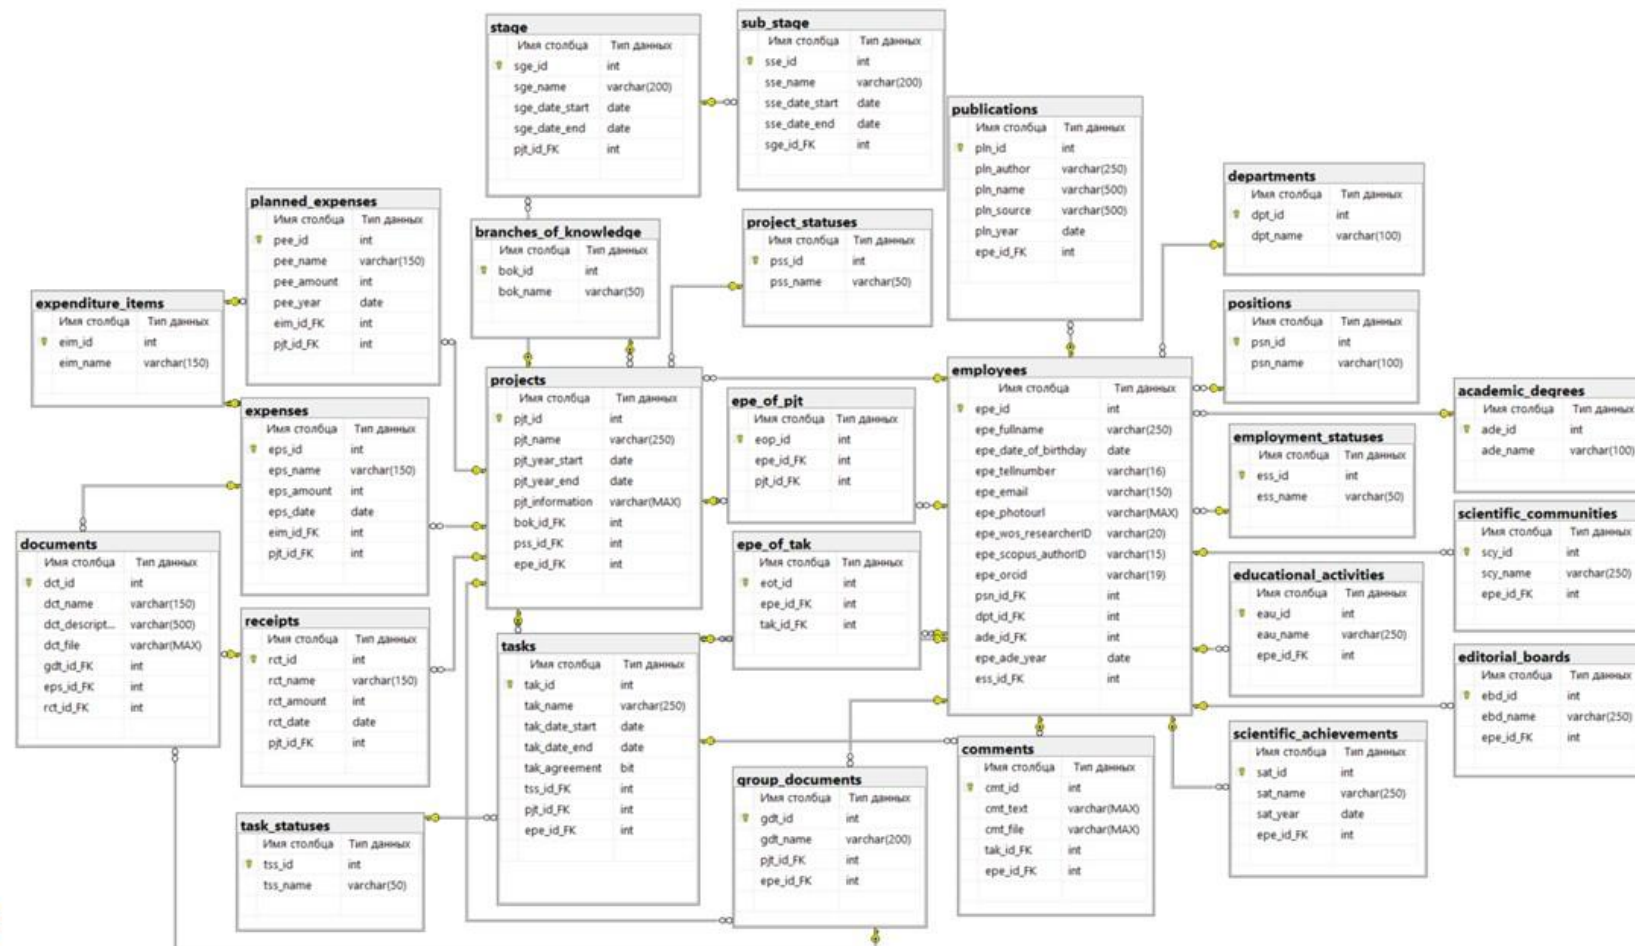 stage
Имя столбца Тип данных
sge_id int
sge_name varchar(200)
sge_date_start date
sge_date_end date
pjt_id_FK int
sub_stage
Имя столбца Тип данных
sse_id int
sse_name varchar(200)
sse_date_start date
sse_date_end date
sge_id_FK int
publications
Имя столбца Тип данных
pln_id int
pln_author varchar(250)
pln_name varchar(500)
pln_source varchar(500)
pln_year date
epe_id_FK int
departments
Имя столбца Тип данных
dpt_id int
dpt_name varchar(100)
planned_expenses
Имя столбца Тип данных
pee_id int
pee_name varchar(150)
pee_amount int
pee_year date
eim_id_FK int
pjt_id_FK int
branches_of_knowledge
Имя столбца Тип данных
bok_id int
bok_name varchar(50)
project_statuses
Имя столбца Тип данных
pss_id int
pss_name varchar(50)
expenditure_items
Имя столбца Тип данных
eim_id int
eim_name varchar(150)
positions
Имя столбца Тип данных
psn_id int
psn_name varchar(100)
expenses
Имя столбца Тип данных
eps_id int
eps_name varchar(150)
eps_amount int
eps_date date
eim_id_FK int
pjt_id_FK int
projects
Имя столбца Тип данных
pjt_id int
pjt_name varchar(250)
pjt_year_start date
pjt_year_end date
pjt_information varchar(MAX)
bok_id_FK int
pss_id_FK int
epe_id_FK int
epe_of_pjt
Имя столбца Тип данных
eop_id int
epe_id_FK int
pjt_id_FK int
employees
Имя столбца Тип данных
epe_id int
epe_fullname varchar(250)
epe_date_of_birthday date
epe_tellnumber varchar(16)
epe_email varchar(150)
epe_photourl varchar(MAX)
epe_wos_researcherID varchar(20)
epe_scopus_authorID varchar(15)
epe_orcid varchar(19)
psn_id_FK int
dpt_id_FK int
ade_id_FK int
epe_ade_year date
ess_id_FK int
academic_degrees
Имя столбца Тип данных
ade_id int
ade_name varchar(100)
employment_statuses
Имя столбца Тип данных
ess_id int
ess_name varchar(50)
scientific_communities
Имя столбца Тип данных
scy_id int
scy_name varchar(250)
epe_id_FK int
documents
Имя столбца Тип данных
dct_id int
dct_name varchar(150)
dct_descript... varchar(500)
dct_file varchar(MAX)
gdt_id_FK int
eps_id_FK int
rct_id_FK int
epe_of_tak
Имя столбца Тип данных
eot_id int
epe_id_FK int
tak_id_FK int
educational_activities
Имя столбца Тип данных
eau_id int
eau_name varchar(250)
epe_id_FK int
receipts
Имя столбца Тип данных
rct_id int
rct_name varchar(150)
rct_amount int
rct_date date
pjt_id_FK int
tasks
Имя столбца Тип данных
tak_id int
tak_name varchar(250)
tak_date_start date
tak_date_end date
tak_agreement bit
tss_id_FK int
pjt_id_FK int
epe_id_FK int
editorial_boards
Имя столбца Тип данных
ebd_id int
ebd_name varchar(250)
epe_id_FK int
scientific_achievements
Имя столбца Тип данных
sat_id int
sat_name varchar(250)
sat_year date
epe_id_FK int
comments
Имя столбца Тип данных
cmt_id int
cmt_text varchar(MAX)
cmt_file varchar(MAX)
tak_id_FK int
epe_id_FK int
group_documents
Имя столбца Тип данных
gdt_id int
gdt_name varchar(200)
pjt_id_FK int
epe_id_FK int
task_statuses
Имя столбца Тип данных
tss_id int
tss_name varchar(50)